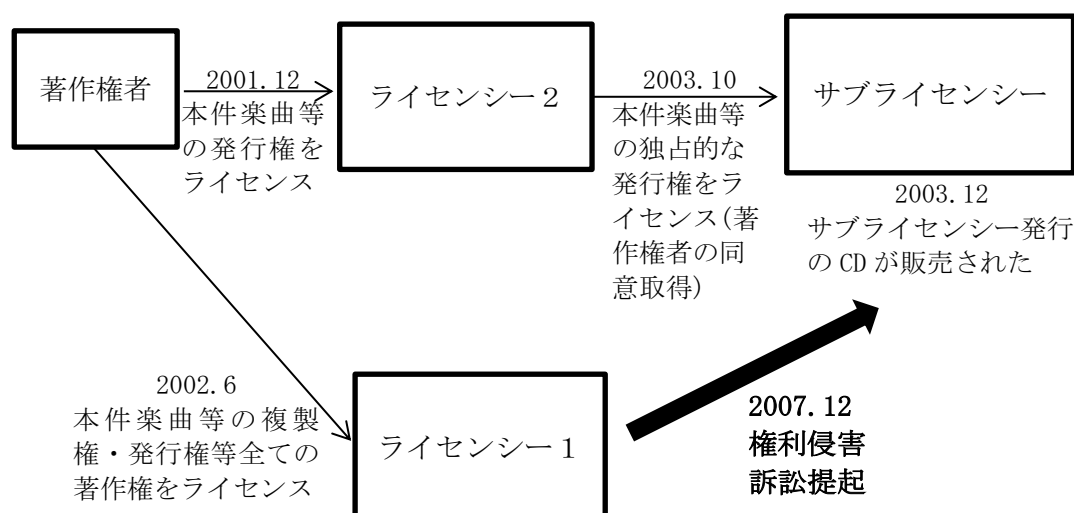 著作権者
2001.12
本件楽曲等
の発行権を
ライセンス
ライセンシー２
2003.10
本件楽曲等
の独占的な
発行権をラ
イセンス(著
作権者の同
意取得)
サブライセンシー
2003.12
サブライセンシー発行
の CD が販売された
2002.6
本件楽曲等の複製
権・発行権等全ての
著作権をライセンス
ライセンシー１
2007.12
権利侵害
訴訟提起